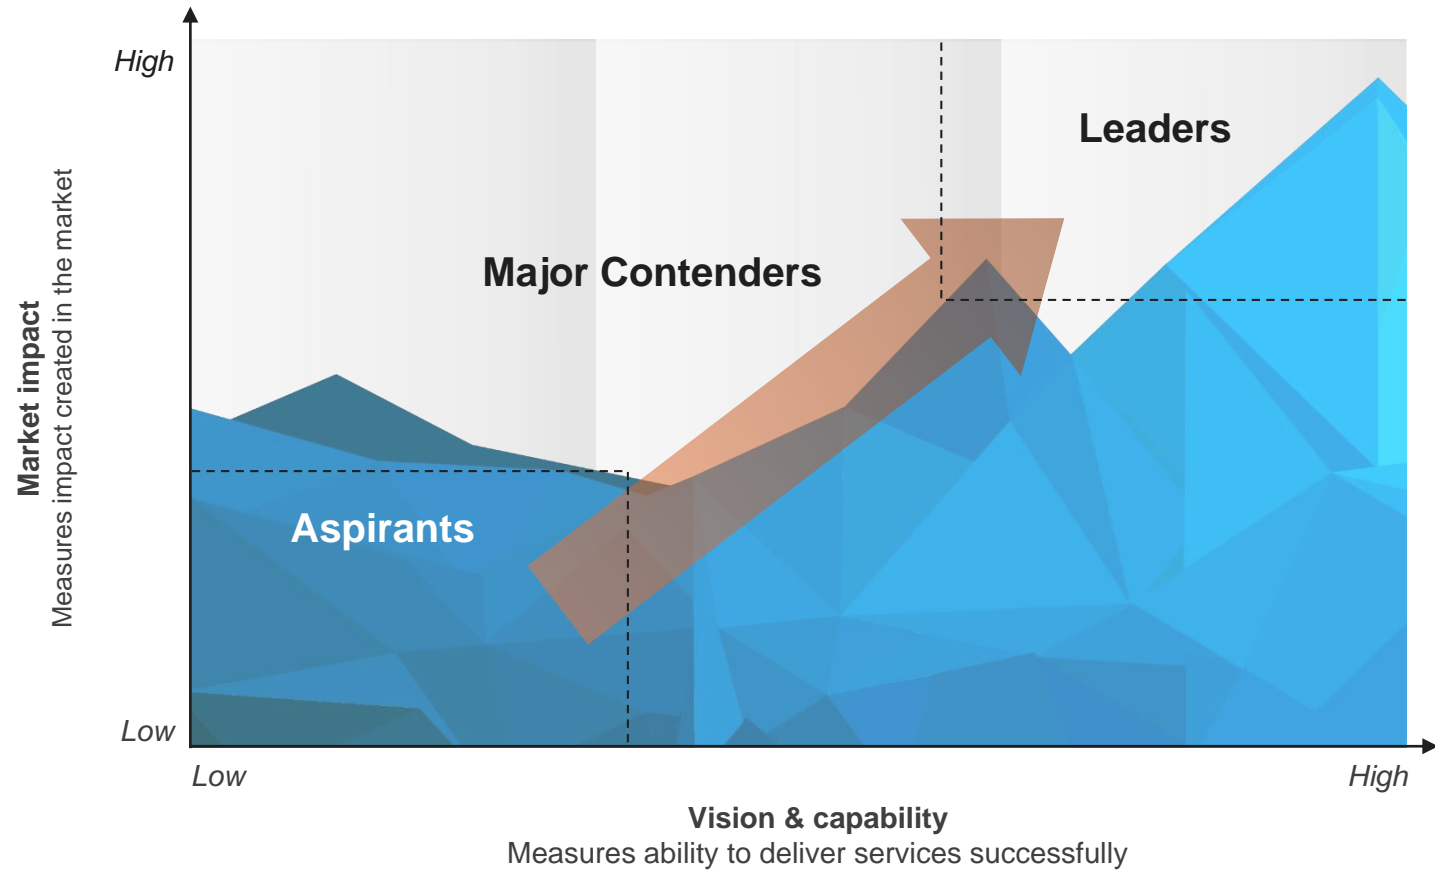 High
Leaders
Major Contenders
Market impact
Measures impact created in the market
Aspirants
Low
Low
High
Vision & capability
Measures ability to deliver services successfully